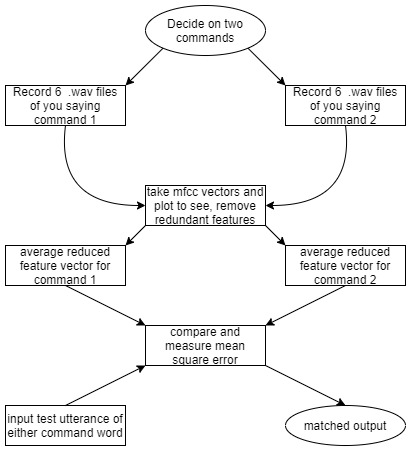 Decide on two
commands
Record 6 .wav files
of you saying
command 1
Record 6 .wav files
of you saying
command 2
take mfcc vectors and
plot to see, remove
redundant features
average reduced
feature vector for
command 1
average reduced
feature vector for
command 2
compare and
measure mean
square error
input test utterance of
either command word
matched output